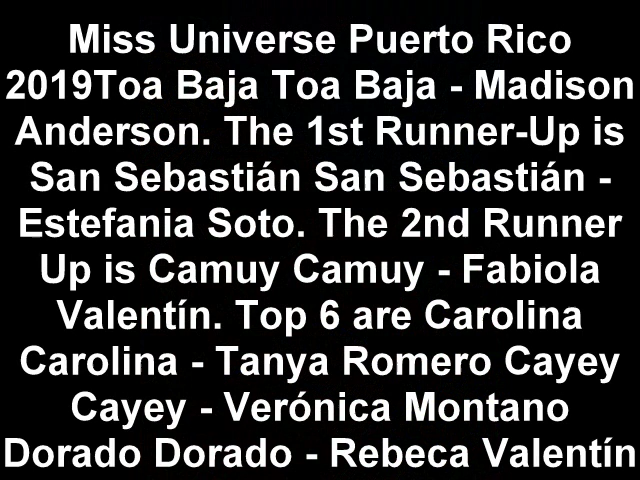 Miss Universe Puerto Rico
2019Toa Baja Toa Baja - Madison
Anderson. The 1st Runner-Up is
San Sebastián San Sebastián -
Estefania Soto. The 2nd Runner
Up is Camuy Camuy - Fabiola
Valentín. Top 6 are Carolina
Carolina - Tanya Romero Cayey
Cayey - Verónica Montano
Dorado Dorado - Rebeca Valentín